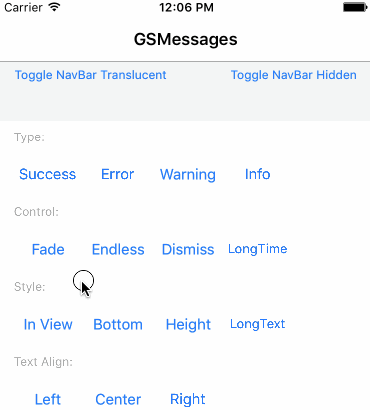 Carrier 12:06 PM
GSMessages
Toggle NavBar Translucent Toggle NavBar Hidden
Type:
Success Error Warning Info
Control:
Fade Endless Dismiss LongTime
Style:
In View Bottom Height LongText
Text Align:
Left Center Right